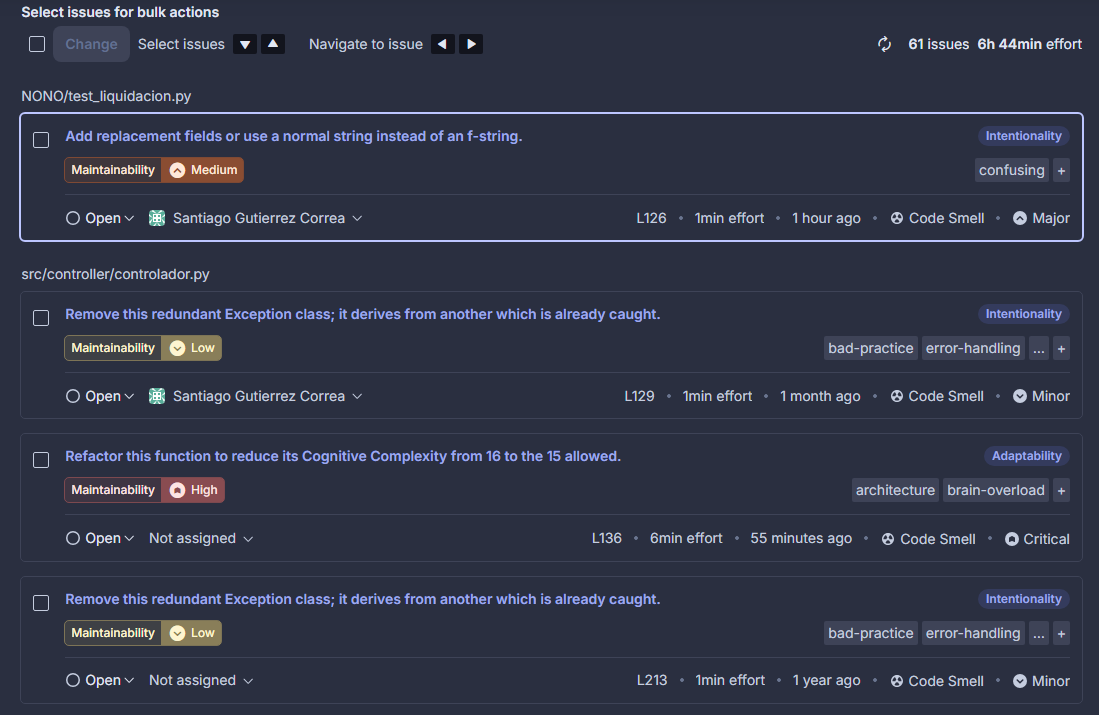 Select issues for bulk actions
Change Select issues Navigate to issue 61 issues 6h 44min effort
NONO/test_liquidacion.py
Add replacement fields or use a normal string instead of an f-string. Intentionality
Maintainability Medium confusing +
Open Santiago Gutierrez Correa L126 • 1min effort • 1 hour ago • Code Smell • Major
src/controller/controlador.py
Remove this redundant Exception class; it derives from another which is already caught. Intentionality
Maintainability Low bad-practice error-handling ... +
Open Santiago Gutierrez Correa L129 • 1min effort • 1 month ago • Code Smell • Minor
Refactor this function to reduce its Cognitive Complexity from 16 to the 15 allowed. Adaptability
Maintainability High architecture brain-overload +
Open Not assigned L136 • 6min effort • 55 minutes ago • Code Smell • Critical
Remove this redundant Exception class; it derives from another which is already caught. Intentionality
Maintainability Low bad-practice error-handling ... +
Open Not assigned L213 • 1min effort • 1 year ago • Code Smell • Minor